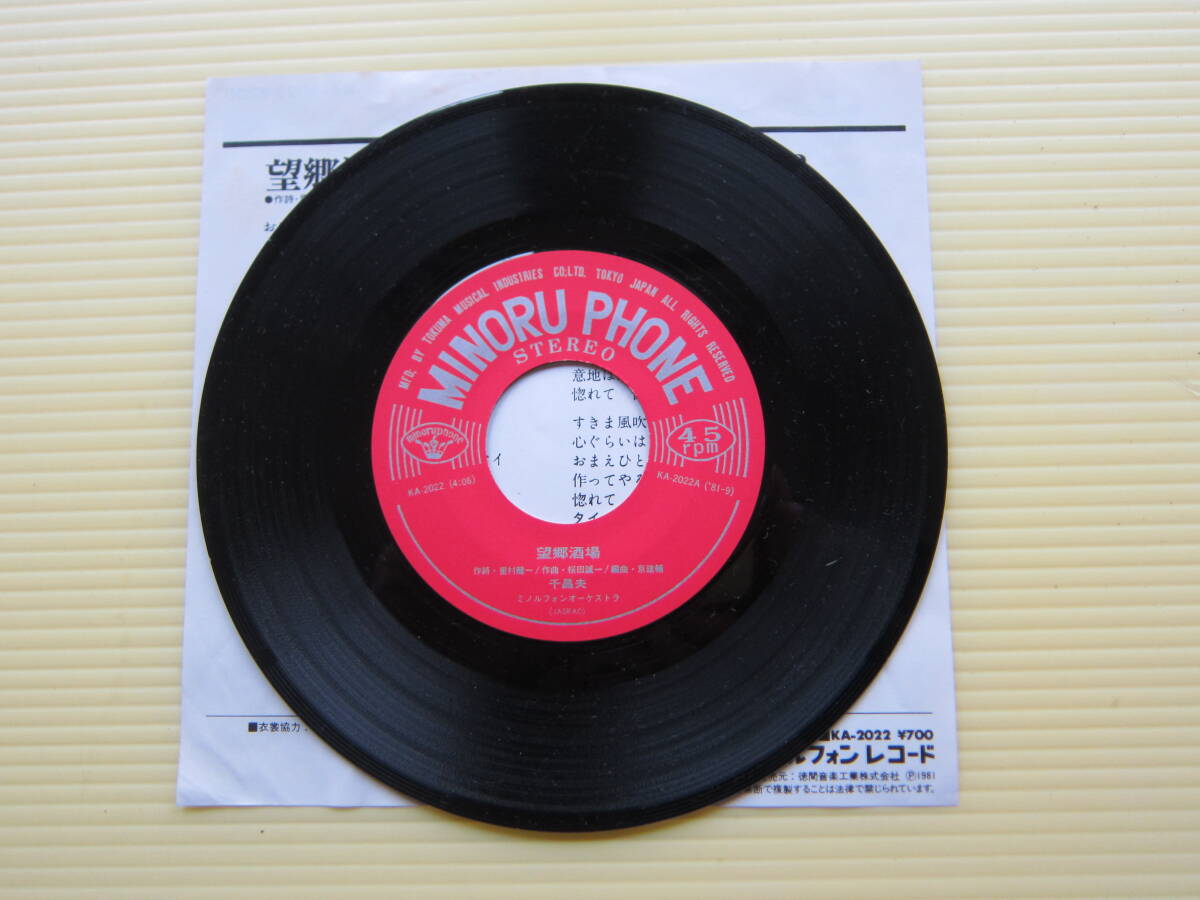 望郷
●作詩・
お
MFD. BY TOKUMA MUSICAL INDUSTRIES CO;LTD. TOKYO JAPAN ALL RIGHTS RESERVED
MINORU PHONE
STEREO
minoruphone
45 rpm
KA-2022 (4:06)
KA-2022A ('81-9)
意地は
惚れて
すきま風吹
心ぐらいは
おまえひと
作ってやる
惚れて
タイ
イ
望郷酒場
作詩・里村龍一/作曲・桜田誠一/編曲・京建輔
千昌夫
ミノルフォンオーケストラ
(JASRAC)
■衣裳協力:
KA-2022 ¥700
ルフォンレコード
売元:徳間音楽工業株式会社 Ⓟ1981
断で複製することは法律で禁じられています。